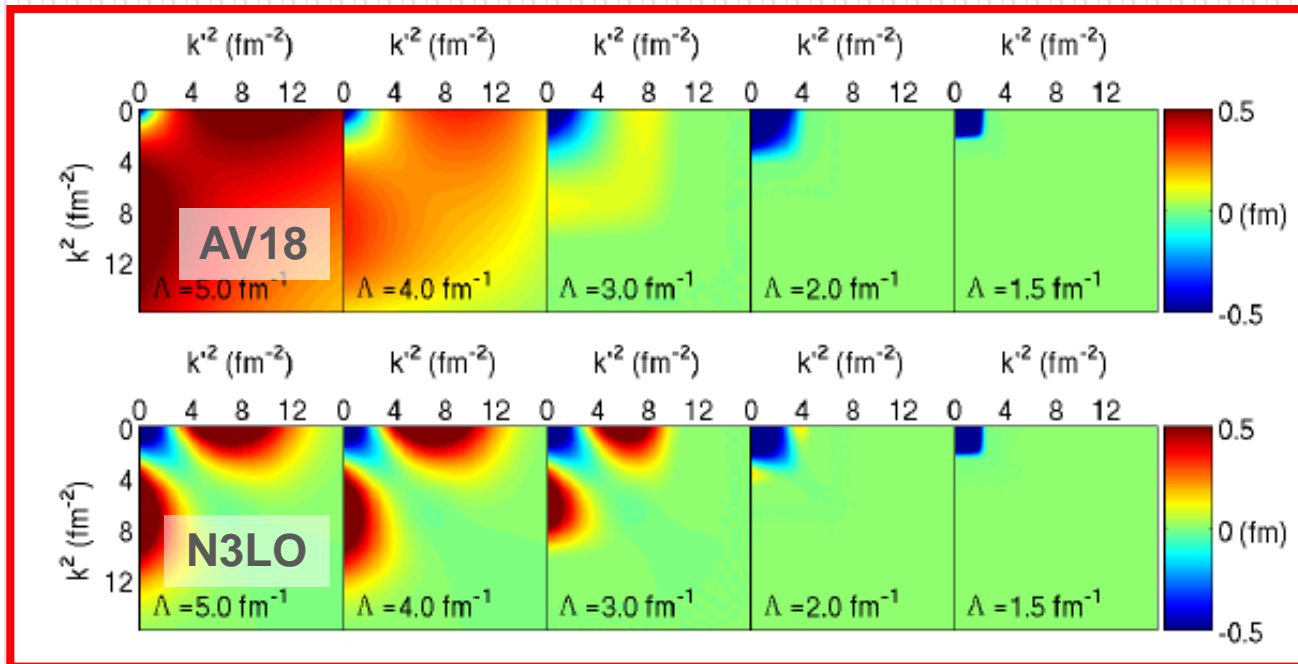 k'² (fm⁻²) k'² (fm⁻²) k'² (fm⁻²) k'² (fm⁻²) k'² (fm⁻²)
0 4 8 12 0 4 8 12 0 4 8 12 0 4 8 12 0 4 8 12
0
4
8
12
k² (fm⁻²)
AV18
Λ =5.0 fm⁻¹ Λ =4.0 fm⁻¹ Λ =3.0 fm⁻¹ Λ =2.0 fm⁻¹ Λ =1.5 fm⁻¹
0.5
0 (fm)
-0.5
k'² (fm⁻²) k'² (fm⁻²) k'² (fm⁻²) k'² (fm⁻²) k'² (fm⁻²)
0 4 8 12 0 4 8 12 0 4 8 12 0 4 8 12 0 4 8 12
0
4
8
12
k² (fm⁻²)
N3LO
Λ =5.0 fm⁻¹ Λ =4.0 fm⁻¹ Λ =3.0 fm⁻¹ Λ =2.0 fm⁻¹ Λ =1.5 fm⁻¹
0.5
0 (fm)
-0.5